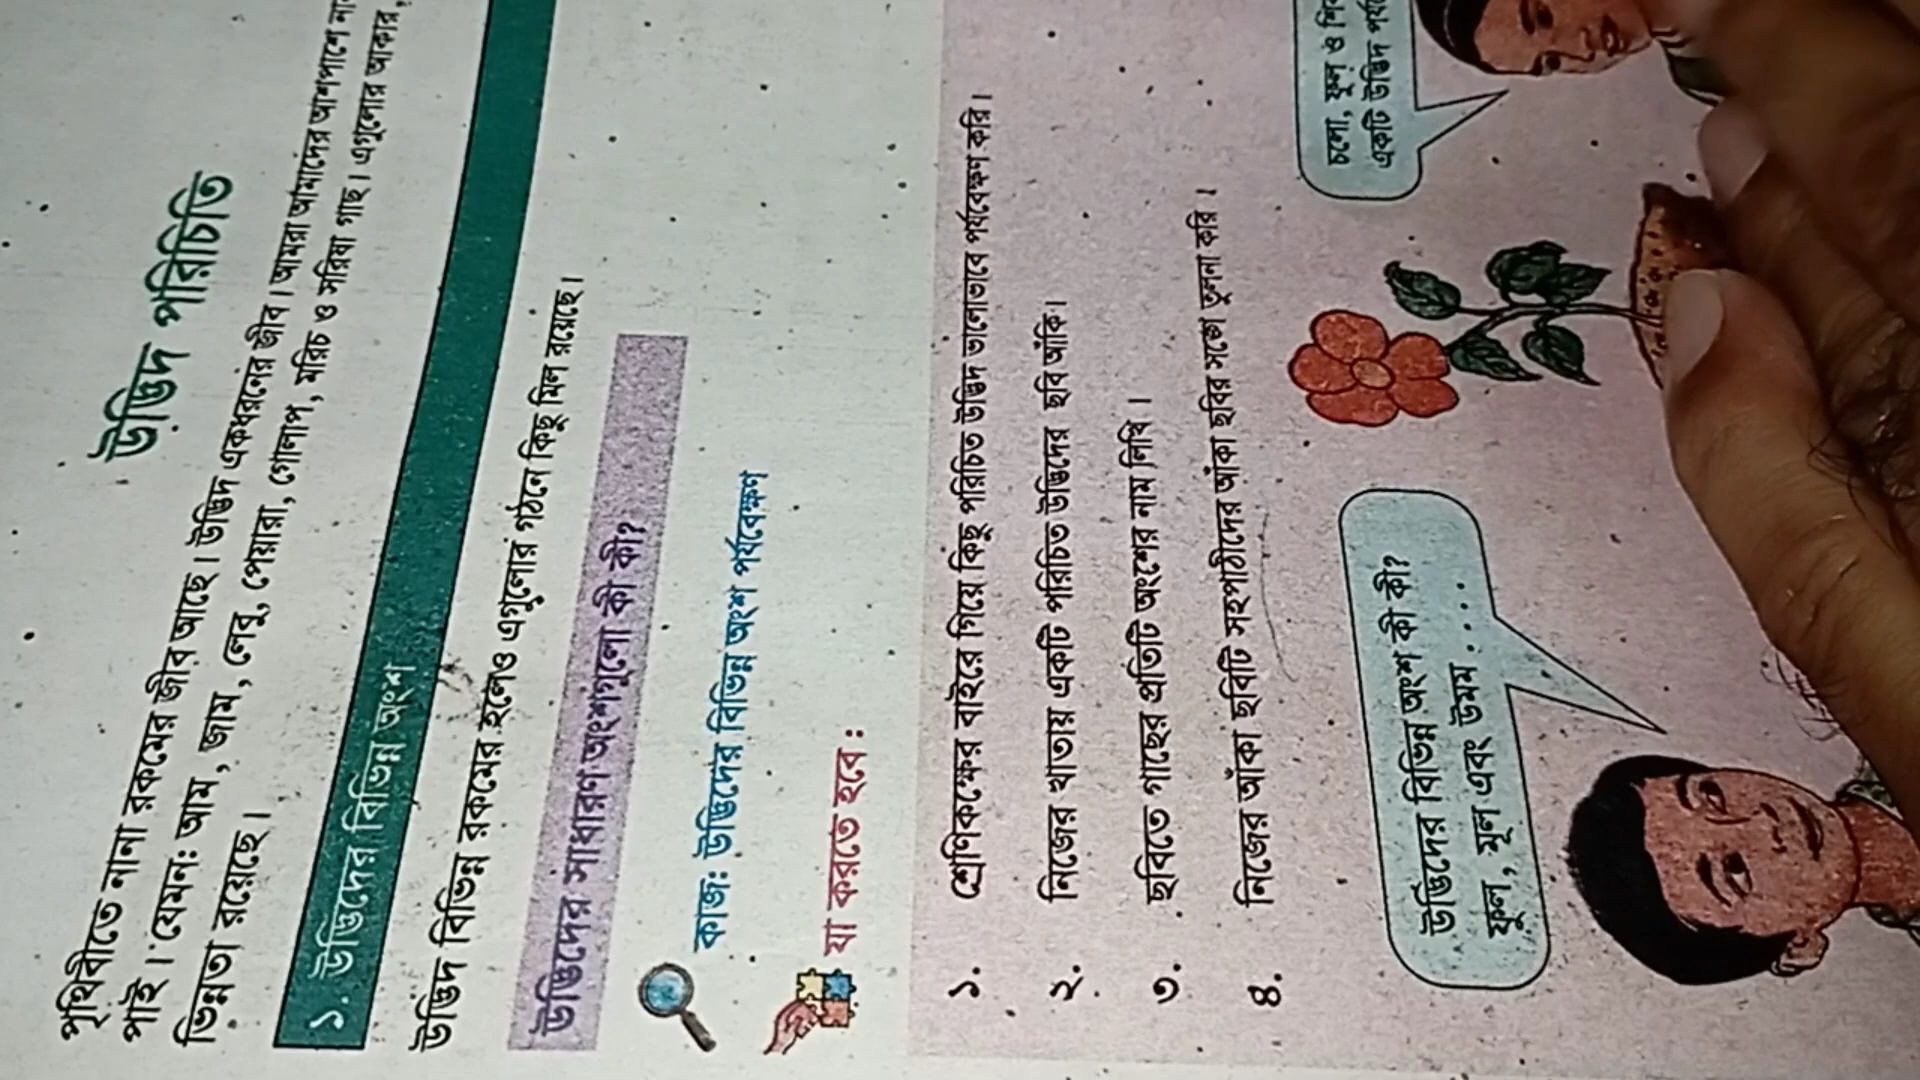 উদ্ভিদ পরিচিতি
পৃথিবীতে নানা রকমের জীব আছে। উদ্ভিদ একধরনের জীব। আমরা আমাদের আশপাশে
পাই। যেমন: আম, জাম, লেবু, পেয়ারা, গোলাপ, মরিচ ও সরিষা গাছ। এগুলোর আকার,
ভিন্নতা রয়েছে।
১. উদ্ভিদের বিভিন্ন অংশ
উদ্ভিদ বিভিন্ন রকমের হলেও এগুলোর গঠনে কিছু মিল রয়েছে।
উদ্ভিদের সাধারণ অংশগুলো কী কী?
কাজ: উদ্ভিদের বিভিন্ন অংশ পর্যবেক্ষণ
যা করতে হবে :
১. শ্রেণিকক্ষের বাইরে গিয়ে কিছু পরিচিত উদ্ভিদ ভালোভাবে পর্যবেক্ষণ করি।
২. নিজের খাতায় একটি পরিচিত উদ্ভিদের ছবি আঁকি।
৩. ছবিতে গাছের প্রতিটি অংশের নাম লিখি।
৪. নিজের আঁকা ছবিটি সহপাঠীদের আঁকা ছবির সঙ্গে তুলনা করি।
উদ্ভিদের বিভিন্ন অংশ কী কী?
ফুল, মূল এবং উমম....
চলো, ফুল ও
একটি উদ্ভিদ